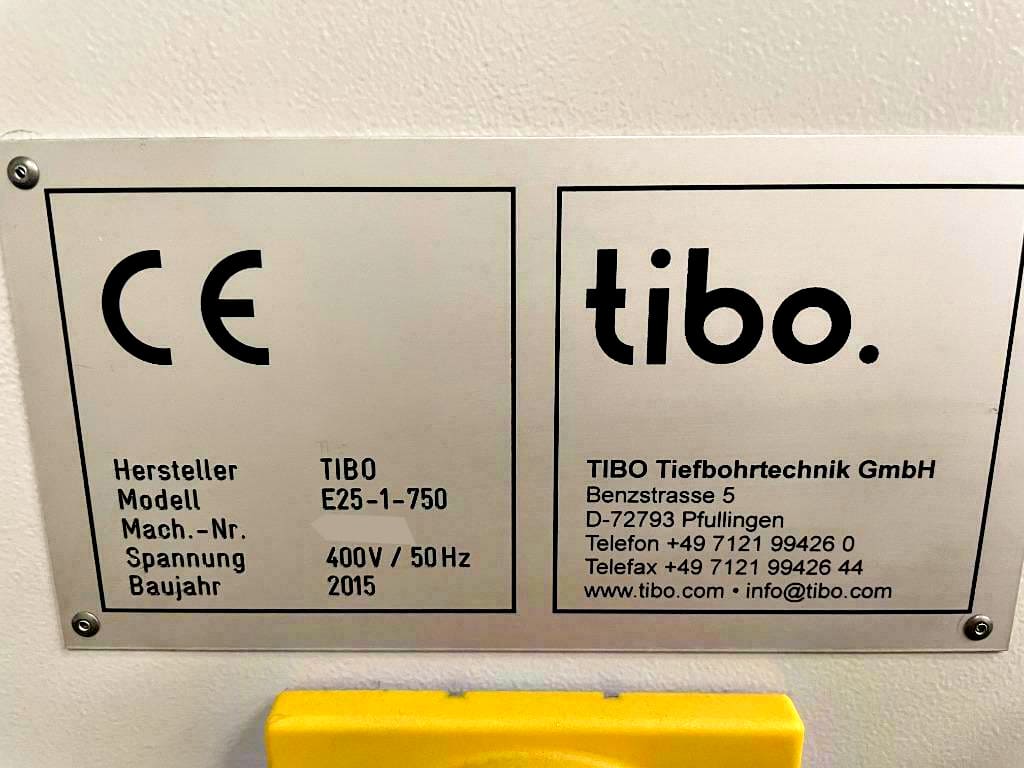 CE
Hersteller TIBO
Modell E25-1-750
Mach.-Nr.
Spannung 400V / 50Hz
Baujahr 2015
tibo.
TIBO Tiefbohrtechnik GmbH
Benzstrasse 5
D-72793 Pfullingen
Telefon +49 7121 99426 0
Telefax +49 7121 99426 44
www.tibo.com • info@tibo.com